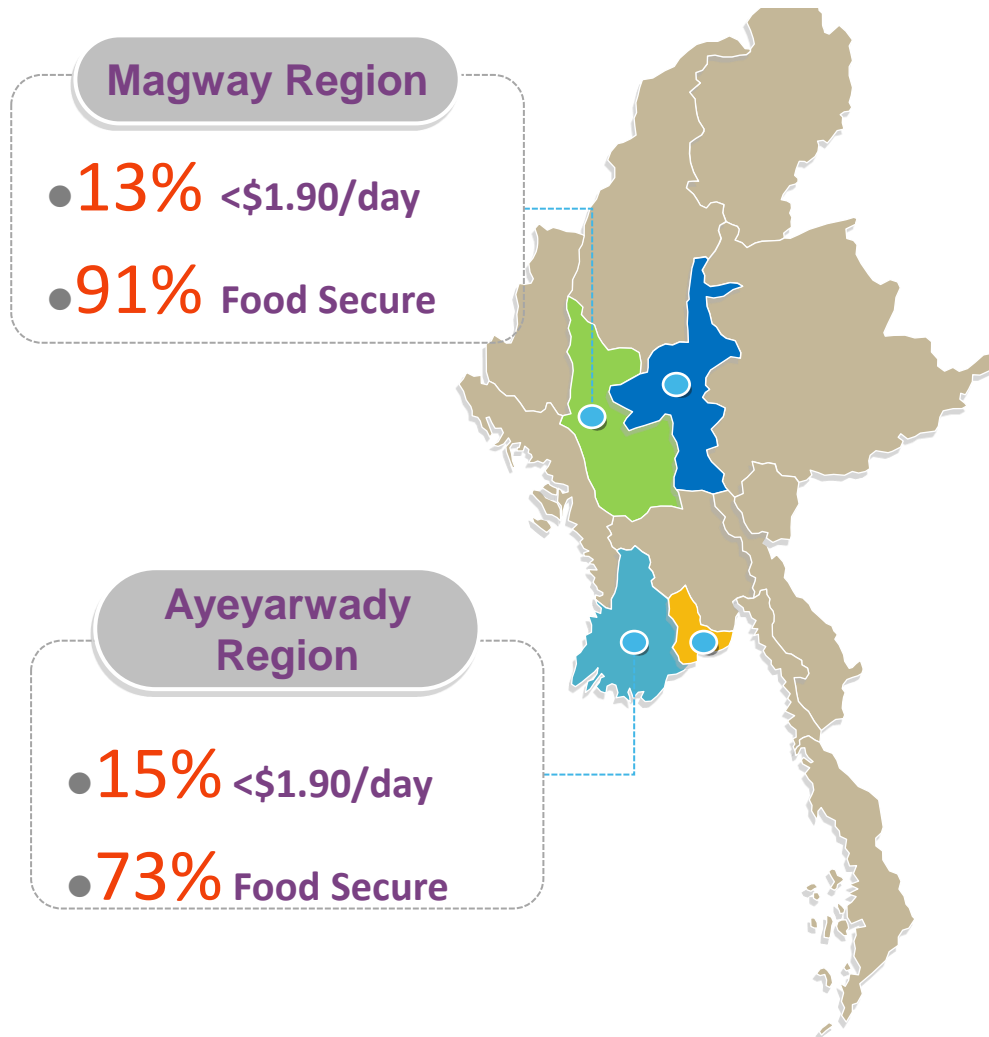 Magway Region
•13% <$1.90/day
•91% Food Secure
Ayeyarwady
Region
•15% <$1.90/day
•73% Food Secure